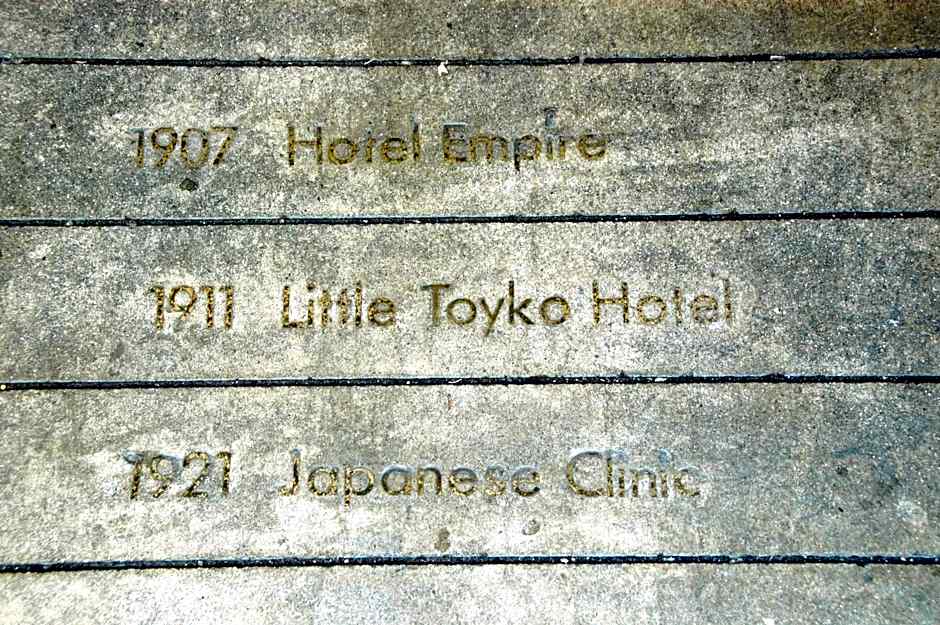 1907 Hotel Empire
1911 Little Toyko Hotel
1921 Japanese Clinic